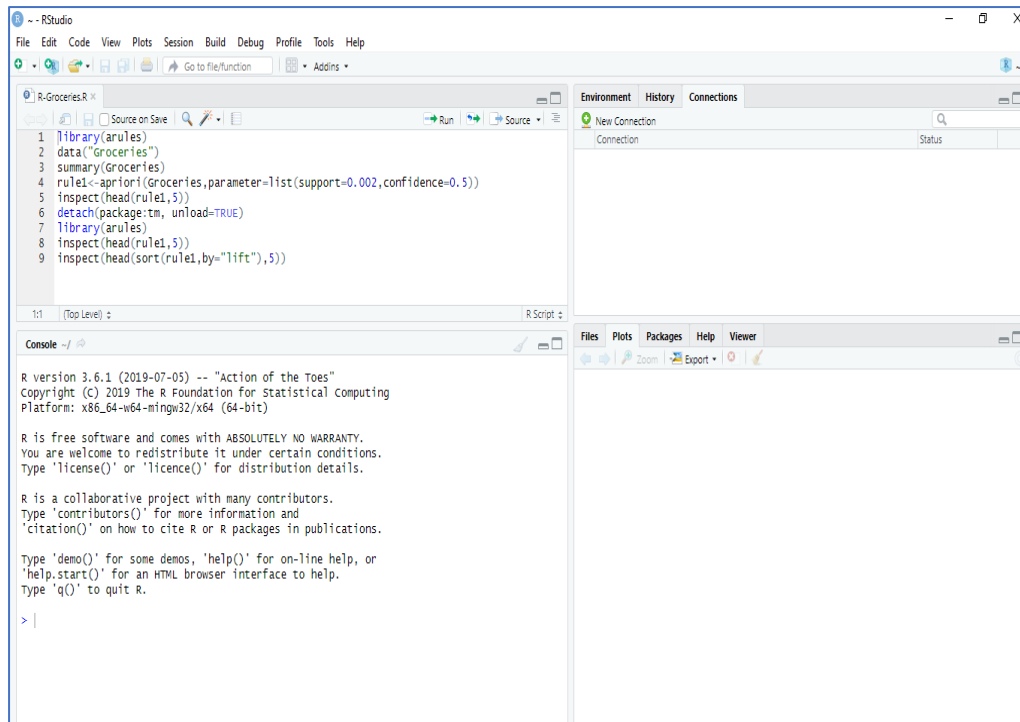 ~ - RStudio
File Edit Code View Plots Session Build Debug Profile Tools Help
Go to file/function Addins
R-Groceries.R
Source on Save Run Source
1 library(arules)
2 data("Groceries")
3 summary(Groceries)
4 rule1<-apriori(Groceries,parameter=list(support=0.002,confidence=0.5))
5 inspect(head(rule1,5))
6 detach(package:tm, unload=TRUE)
7 library(arules)
8 inspect(head(rule1,5))
9 inspect(head(sort(rule1,by="lift"),5))
1:1 (Top Level) R Script
Console ~/
R version 3.6.1 (2019-07-05) -- "Action of the Toes"
Copyright (C) 2019 The R Foundation for Statistical Computing
Platform: x86_64-w64-mingw32/x64 (64-bit)
R is free software and comes with ABSOLUTELY NO WARRANTY.
You are welcome to redistribute it under certain conditions.
Type 'license()' or 'licence()' for distribution details.
R is a collaborative project with many contributors.
Type 'contributors()' for more information and
'citation()' on how to cite R or R packages in publications.
Type 'demo()' for some demos, 'help()' for on-line help, or
'help.start()' for an HTML browser interface to help.
Type 'q()' to quit R.
>
Environment History Connections
New Connection
Connection Status
Files Plots Packages Help Viewer
Zoom Export